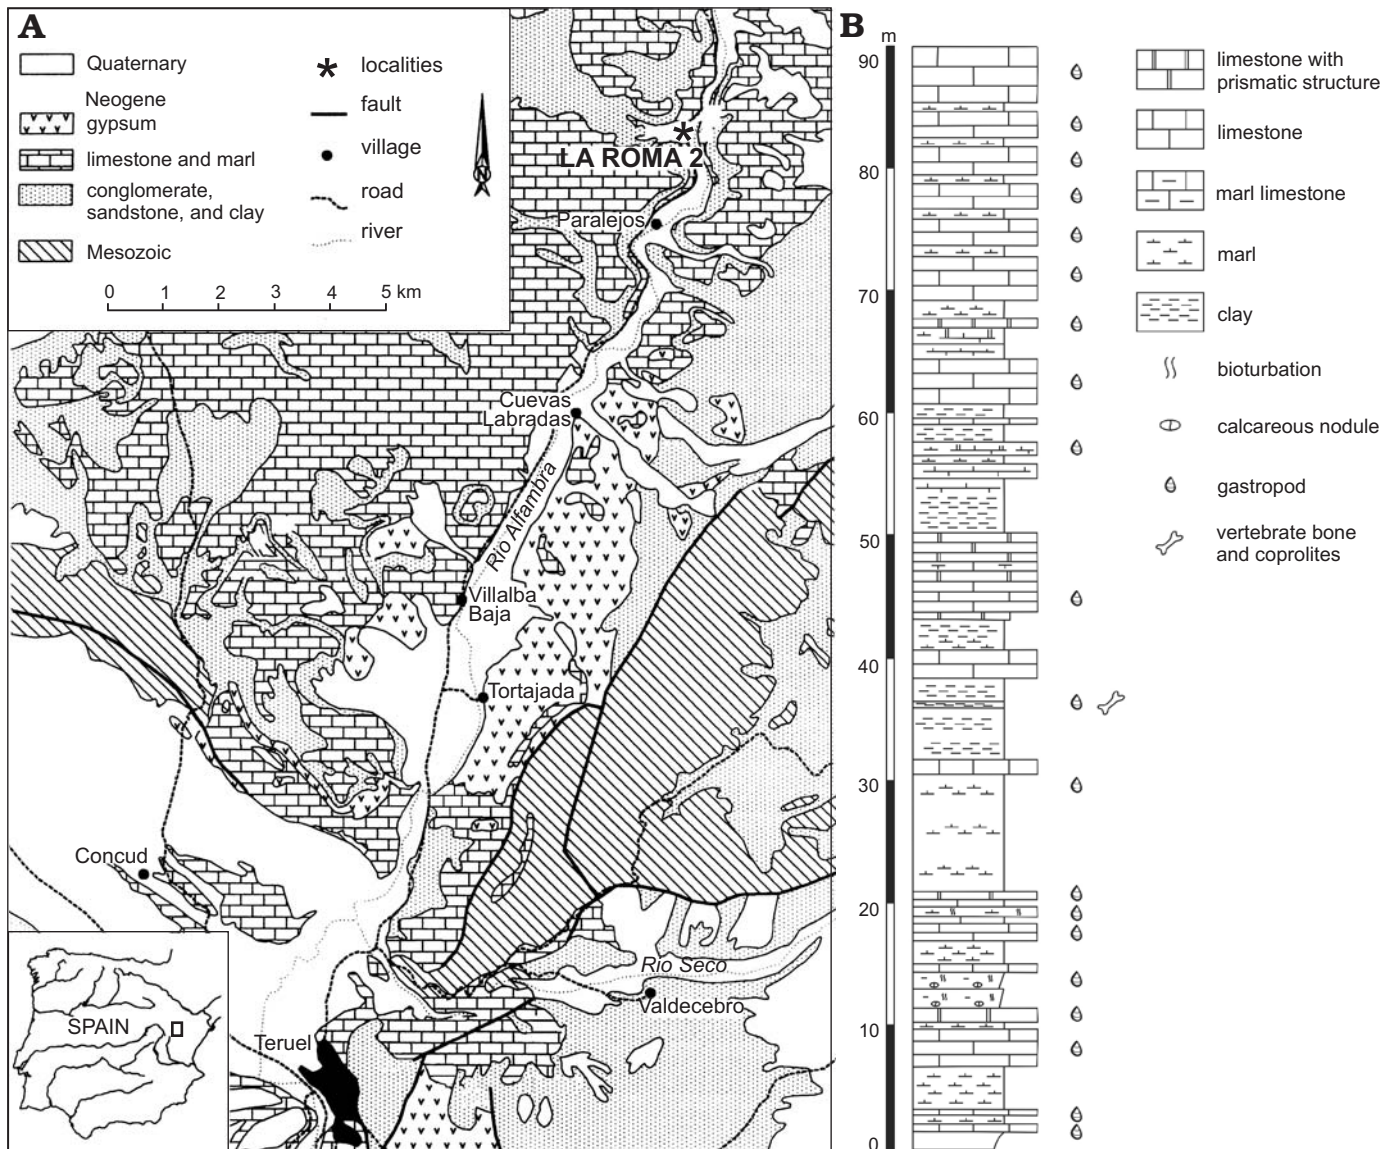 A
Quaternary
Neogene
gypsum
limestone and marl
conglomerate,
sandstone, and clay
Mesozoic
localities
fault
village
road
river
N
0 1 2 3 4 5 km
LA ROMA 2
Paralejos
Cuevas
Labradas
Río Alfambra
Villalba
Baja
Tortajada
Concud
Río Seco
Valdecebro
Teruel
SPAIN
B
m
90
80
70
60
50
40
30
20
10
0
limestone with
prismatic structure
limestone
marl limestone
marl
clay
bioturbation
calcareous nodule
gastropod
vertebrate bone
and coprolites